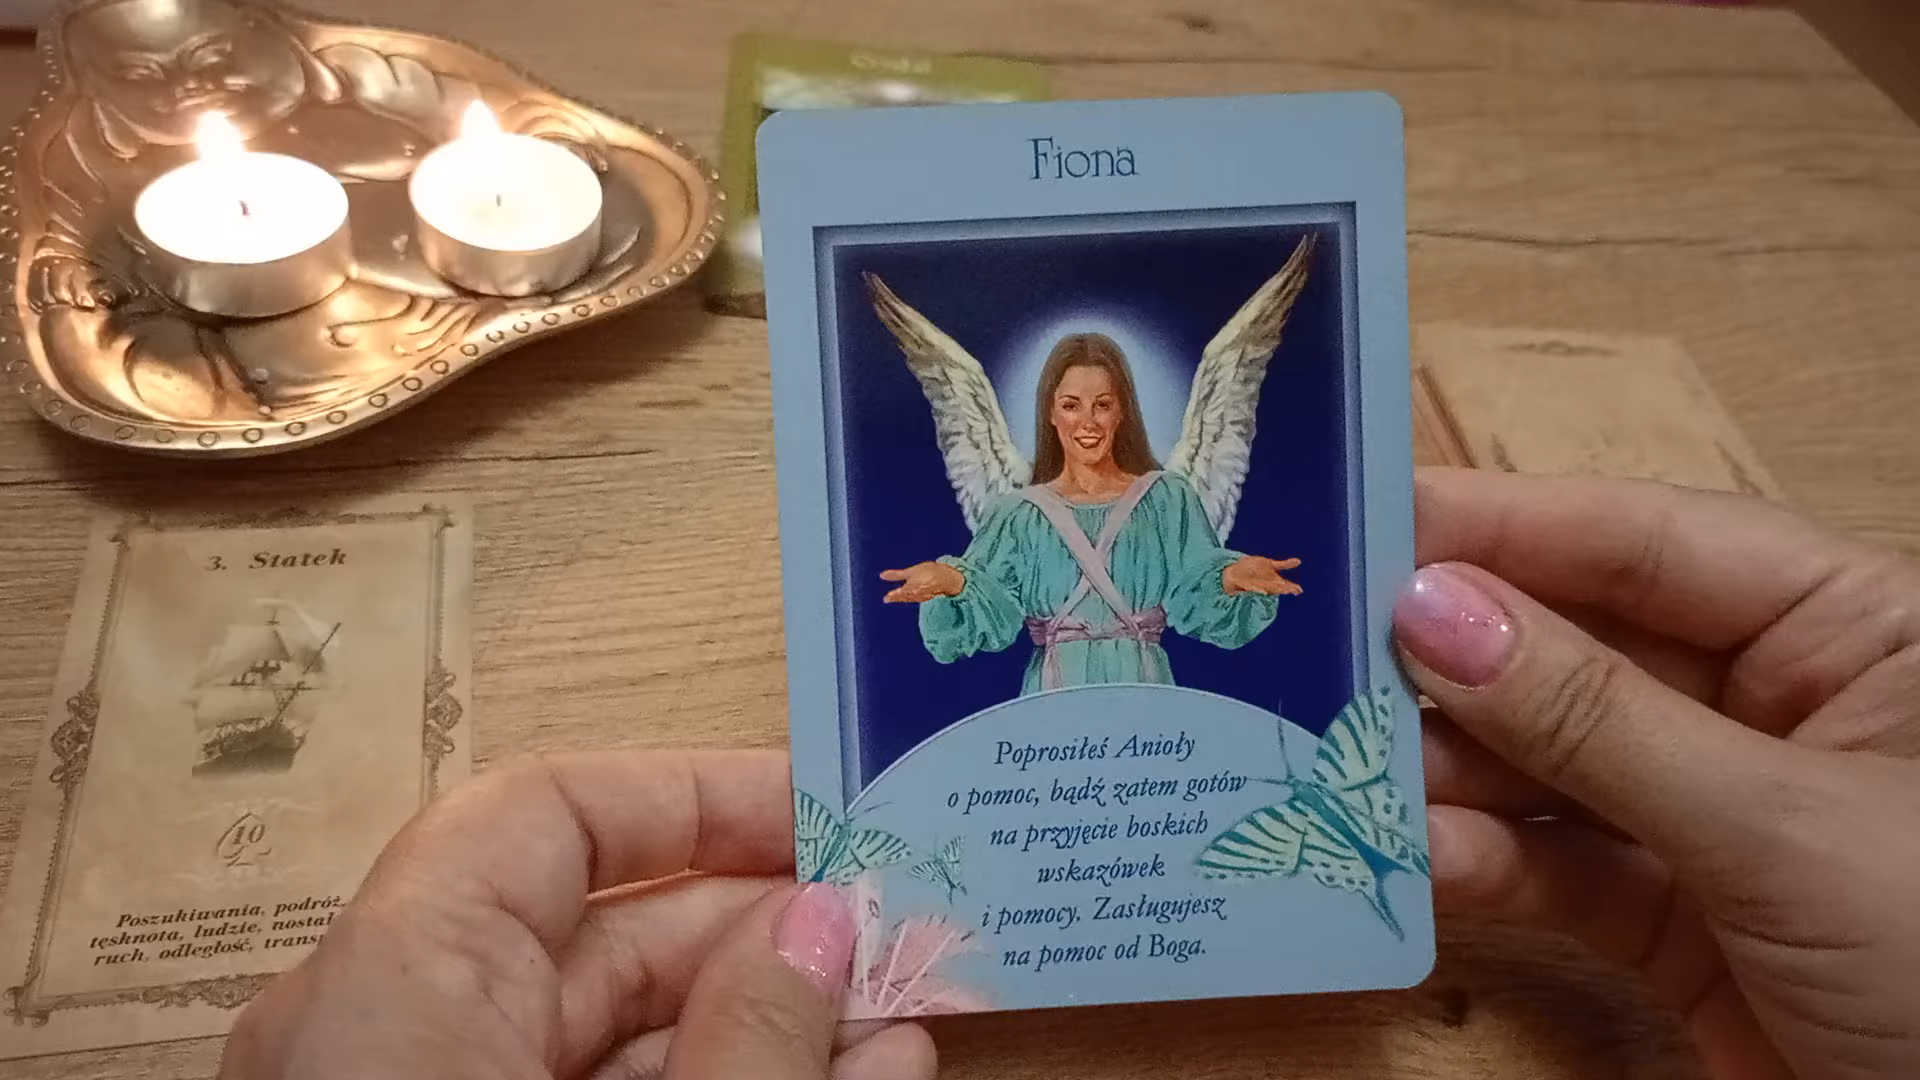 Fiona
Poprosiłeś Anioły
o pomoc, bądź zatem gotów
na przyjęcie boskich
wskazówek
i pomocy. Zasługujesz
na pomoc od Boga.
3. Statek
10
Poszukiwania, podróż,
tęsknota, ludzie,
ruch, odległość,